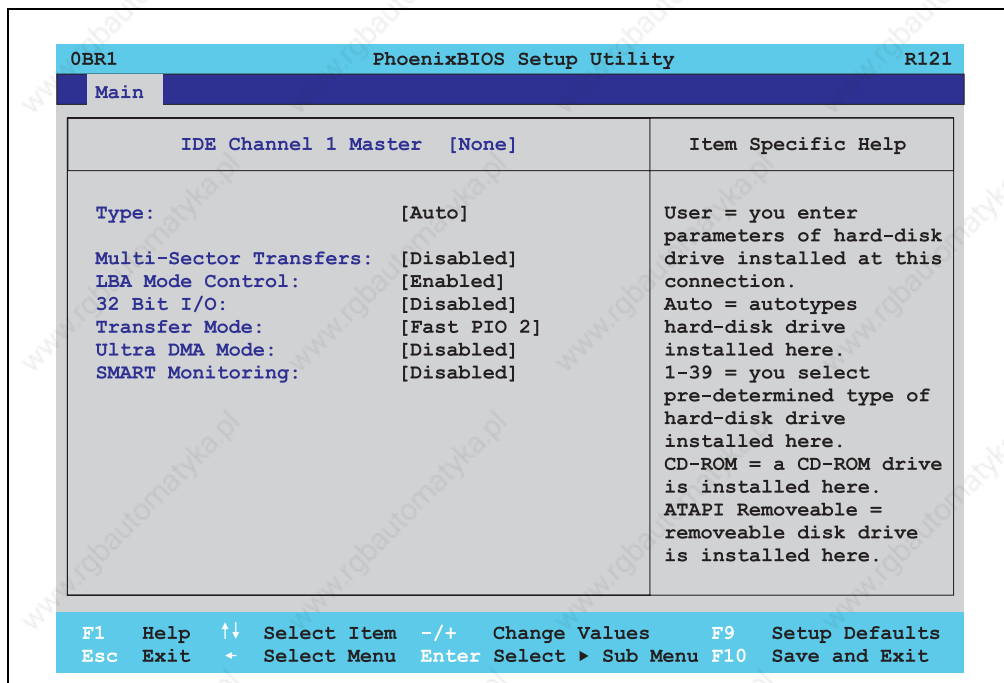 0BR1 PhoenixBIOS Setup Utility R121
Main
IDE Channel 1 Master [None]
Item Specific Help
Type: [Auto]
Multi-Sector Transfers: [Disabled]
LBA Mode Control: [Enabled]
32 Bit I/O: [Disabled]
Transfer Mode: [Fast PIO 2]
Ultra DMA Mode: [Disabled]
SMART Monitoring: [Disabled]
User = you enter
parameters of hard-disk
drive installed at this
connection.
Auto = autotypes
hard-disk drive
installed here.
1-39 = you select
pre-determined type of
hard-disk drive
installed here.
CD-ROM = a CD-ROM drive
is installed here.
ATAPI Removeable =
removeable disk drive
is installed here.
F1 Help ↑↓ Select Item -/+ Change Values F9 Setup Defaults
Esc Exit ← Select Menu Enter Select ▶ Sub Menu F10 Save and Exit
www.rgbautomatyka.pl